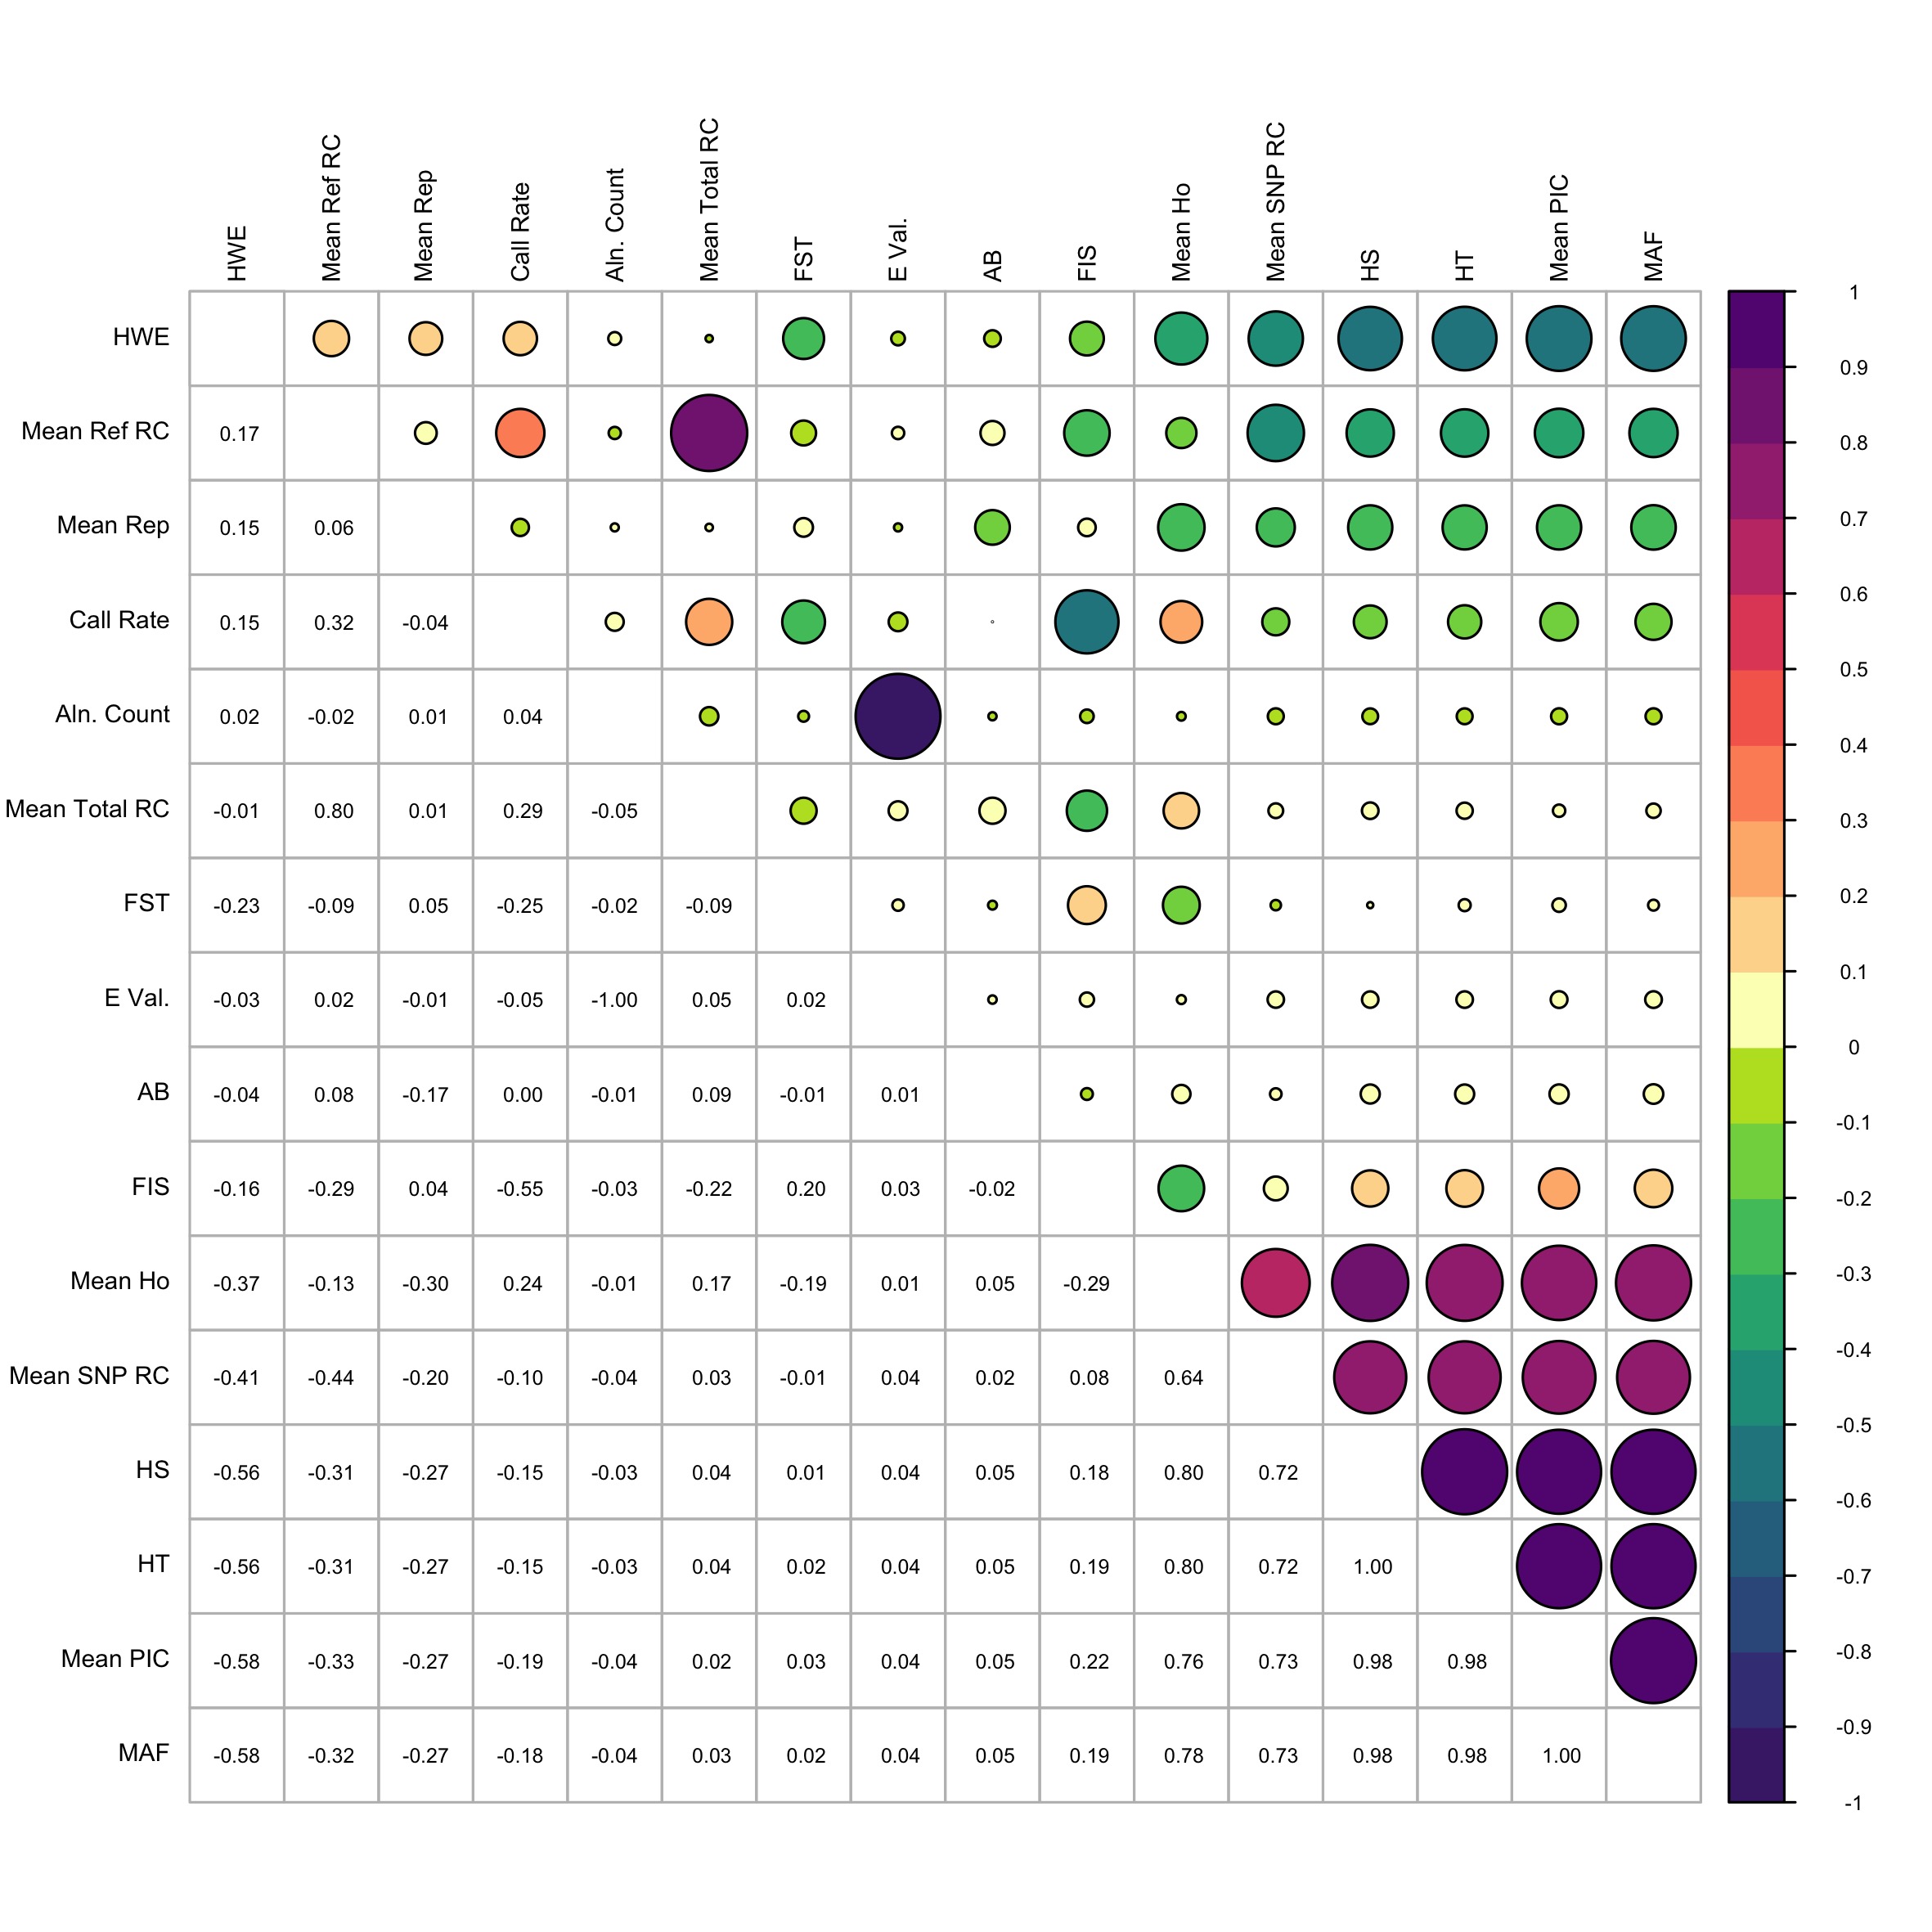 HWE Mean Ref RC Mean Rep Call Rate Aln. Count Mean Total RC FST E Val. AB FIS Mean Ho Mean SNP RC HS HT Mean PIC MAF
HWE
Mean Ref RC 0.17
Mean Rep 0.15 0.06
Call Rate 0.15 0.32 -0.04
Aln. Count 0.02 -0.02 0.01 0.04
Mean Total RC -0.01 0.80 0.01 0.29 -0.05
FST -0.23 -0.09 0.05 -0.25 -0.02 -0.09
E Val. -0.03 0.02 -0.01 -0.05 -1.00 0.05 0.02
AB -0.04 0.08 -0.17 0.00 -0.01 0.09 -0.01 0.01
FIS -0.16 -0.29 0.04 -0.55 -0.03 -0.22 0.20 0.03 -0.02
Mean Ho -0.37 -0.13 -0.30 0.24 -0.01 0.17 -0.19 0.01 0.05 -0.29
Mean SNP RC -0.41 -0.44 -0.20 -0.10 -0.04 0.03 -0.01 0.04 0.02 0.08 0.64
HS -0.56 -0.31 -0.27 -0.15 -0.03 0.04 0.01 0.04 0.05 0.18 0.80 0.72
HT -0.56 -0.31 -0.27 -0.15 -0.03 0.04 0.02 0.04 0.05 0.19 0.80 0.72 1.00
Mean PIC -0.58 -0.33 -0.27 -0.19 -0.04 0.02 0.03 0.04 0.05 0.22 0.76 0.73 0.98 0.98
MAF -0.58 -0.32 -0.27 -0.18 -0.04 0.03 0.02 0.04 0.05 0.19 0.78 0.73 0.98 0.98 1.00
1
0.9
0.8
0.7
0.6
0.5
0.4
0.3
0.2
0.1
0
-0.1
-0.2
-0.3
-0.4
-0.5
-0.6
-0.7
-0.8
-0.9
-1